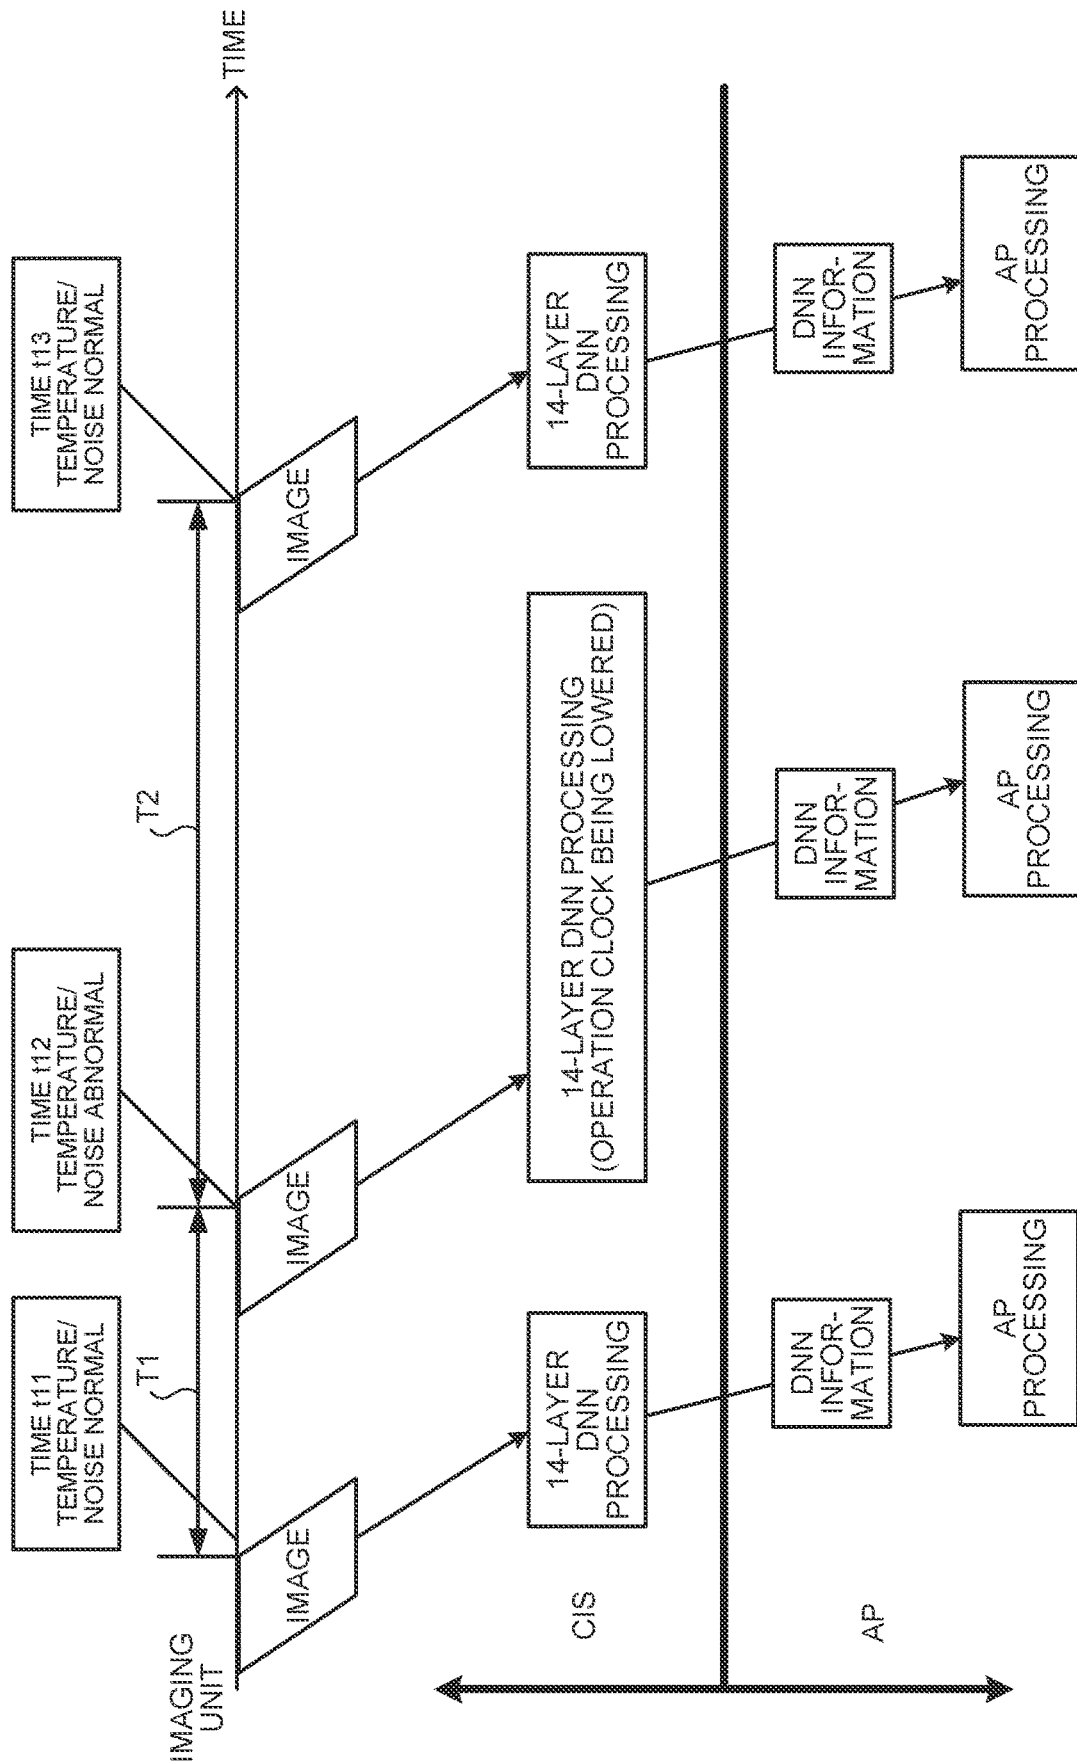 TIME t11
TEMPERATURE/
NOISE NORMAL
TIME t12
TEMPERATURE/
NOISE ABNORMAL
TIME t13
TEMPERATURE/
NOISE NORMAL
T1
T2
IMAGING
UNIT
TIME
IMAGE
IMAGE
IMAGE
CIS
14-LAYER
DNN
PROCESSING
14-LAYER DNN PROCESSING
(OPERATION CLOCK BEING LOWERED)
14-LAYER
DNN
PROCESSING
AP
DNN
INFOR-
MATION
DNN
INFOR-
MATION
DNN
INFOR-
MATION
AP
PROCESSING
AP
PROCESSING
AP
PROCESSING